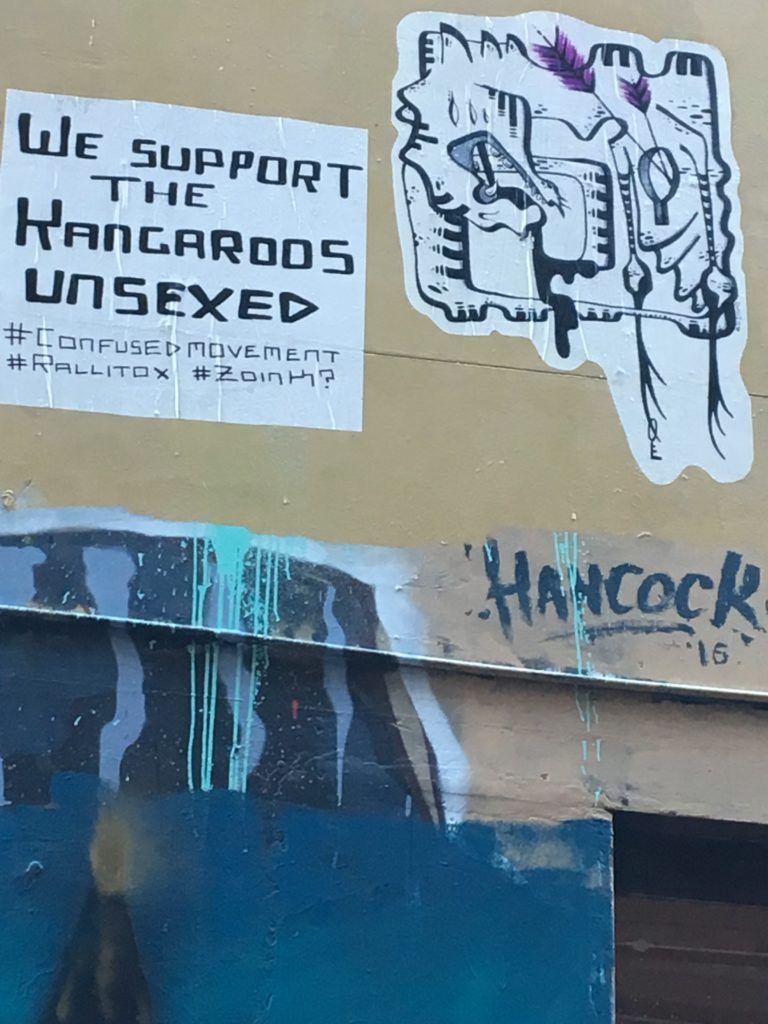 WE SUPPORT
THE
KANGAROOS
UNSEXED
#CONFUSEDMOVEMENT
#RALLITOX #ZOINK?
HANCOCK
'16